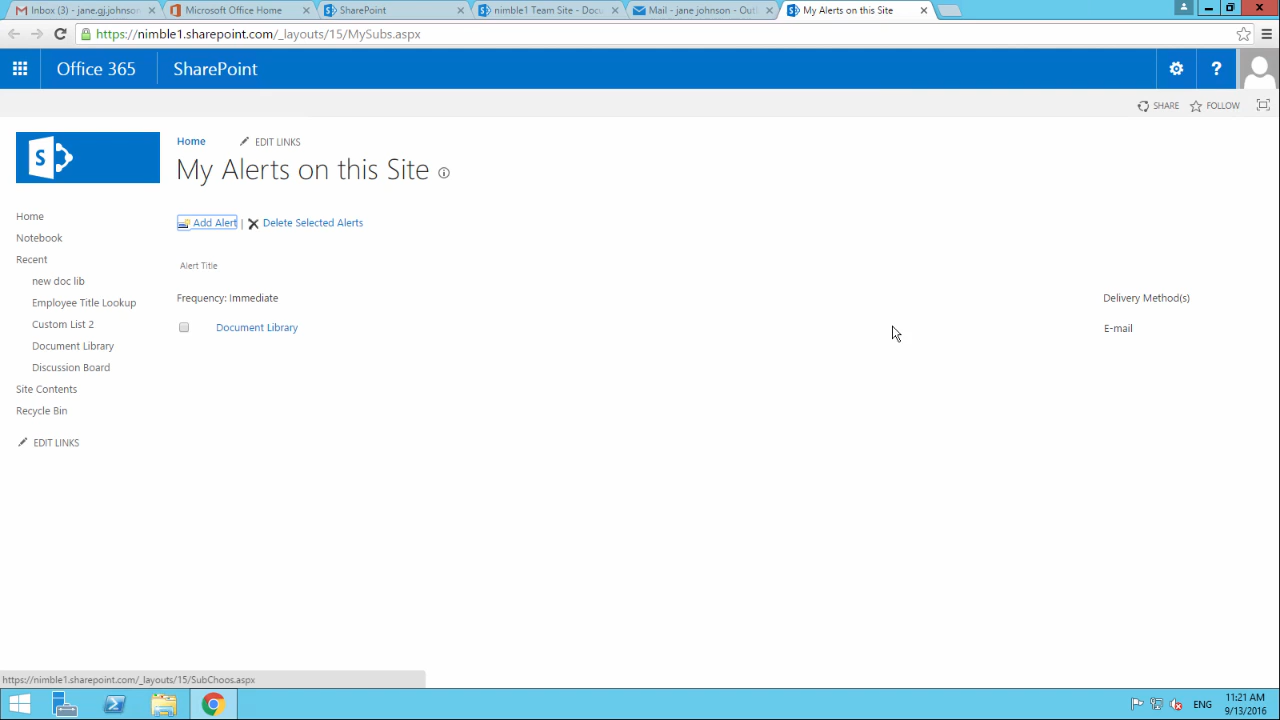 Inbox (3) - jane.gj.johnson
Microsoft Office Home
SharePoint
nimble1 Team Site - Docu
Mail - jane johnson - Outl
My Alerts on this Site
https://nimble1.sharepoint.com/_layouts/15/MySubs.aspx
Office 365
SharePoint
?
SHARE
FOLLOW
S
Home
EDIT LINKS
My Alerts on this Site
Add Alert | Delete Selected Alerts
Home
Notebook
Recent
new doc lib
Employee Title Lookup
Custom List 2
Document Library
Discussion Board
Site Contents
Recycle Bin
EDIT LINKS
Alert Title
Frequency: Immediate
Delivery Method(s)
Document Library
E-mail
https://nimble1.sharepoint.com/_layouts/15/SubChoos.aspx
ENG
11:21 AM
9/13/2016